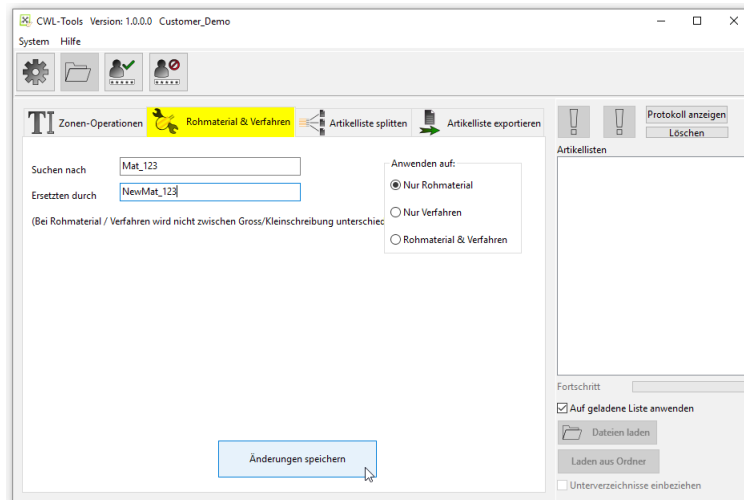 CWL-Tools Version: 1.0.0.0 Customer_Demo
System Hilfe
Zonen-Operationen
Rohmaterial & Verfahren
Artikelliste splitten
Artikelliste exportieren
Suchen nach
Mat_123
Ersetzten durch
NewMat_123
(Bei Rohmaterial / Verfahren wird nicht zwischen Gross/Kleinschreibung unterschied
Anwenden auf:
Nur Rohmaterial
Nur Verfahren
Rohmaterial & Verfahren
Änderungen speichern
Protokoll anzeigen
Löschen
Artikellisten
Fortschritt
Auf geladene Liste anwenden
Dateien laden
Laden aus Ordner
Unterverzeichnisse einbeziehen